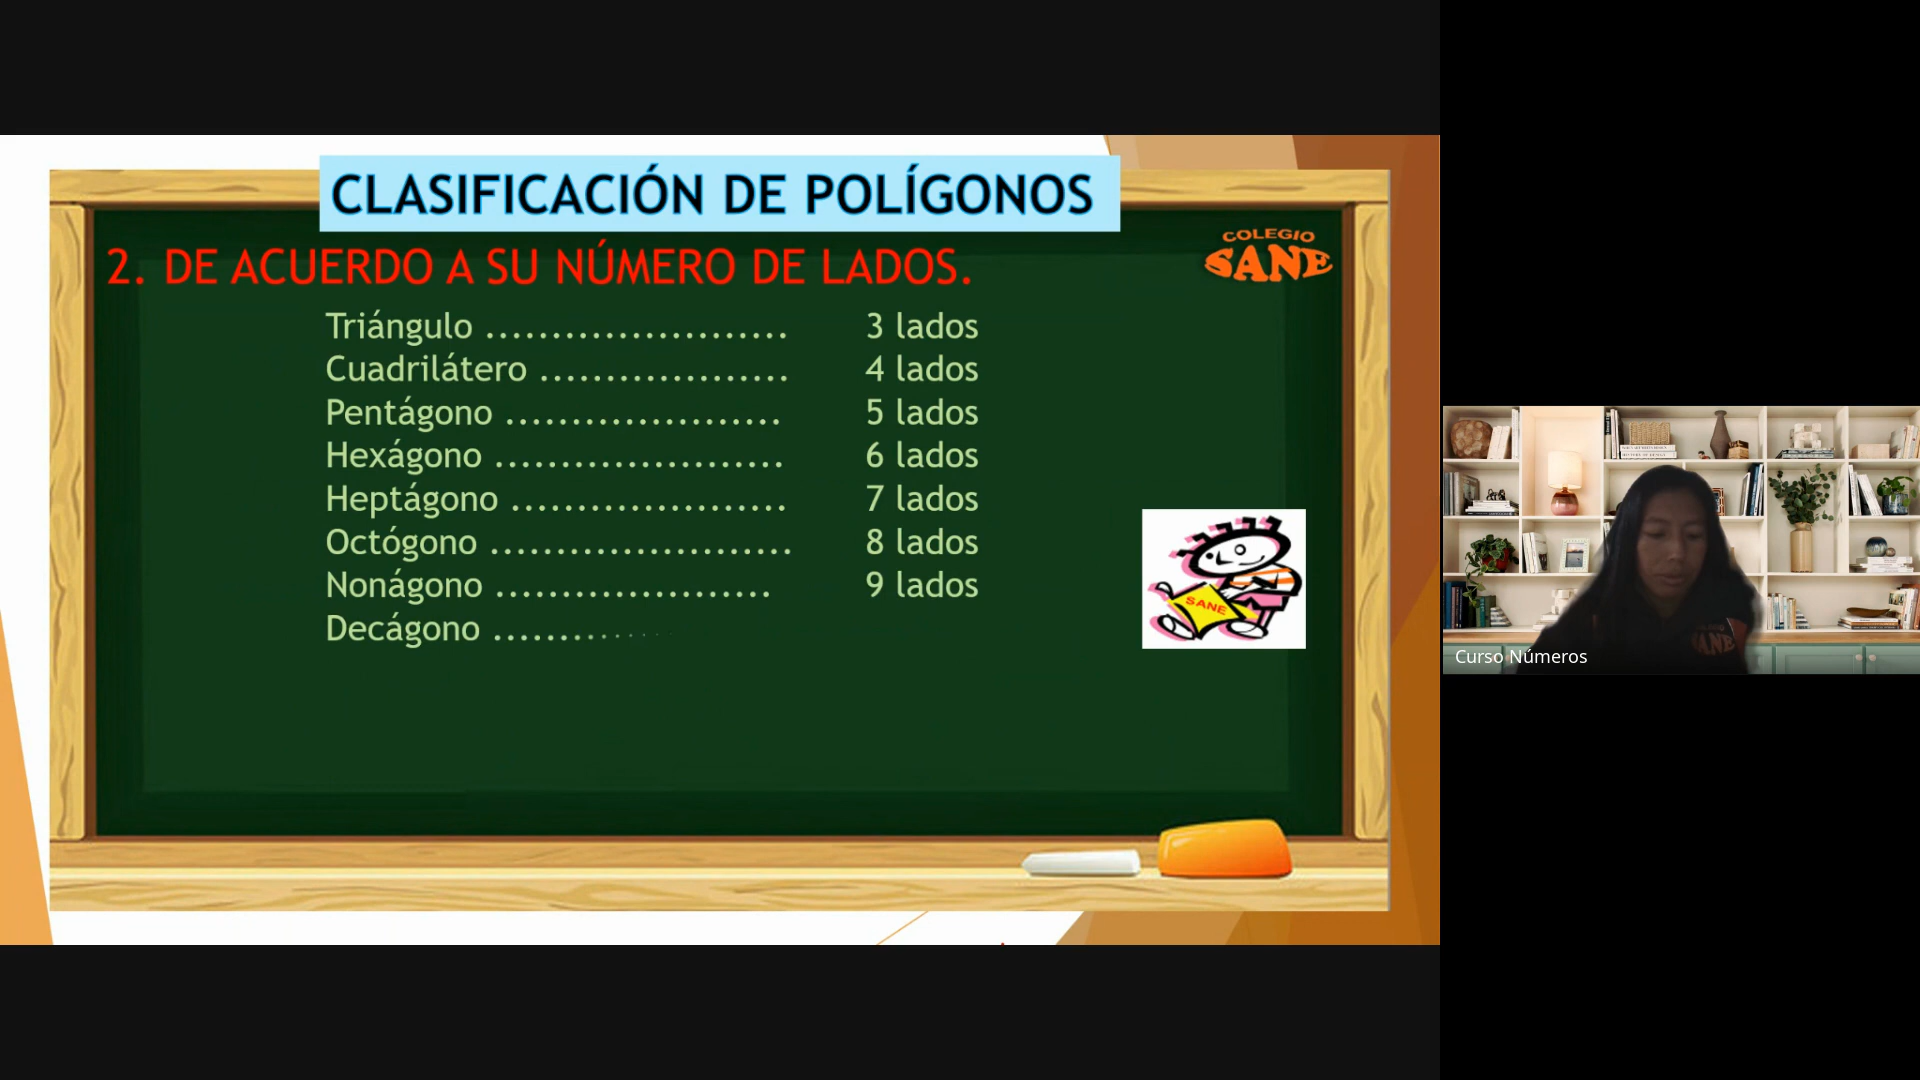 CLASIFICACIÓN DE POLÍGONOS
COLEGIO
SANE
2. DE ACUERDO A SU NÚMERO DE LADOS.
Triángulo ....................... 3 lados
Cuadrilátero ................... 4 lados
Pentágono ..................... 5 lados
Hexágono ...................... 6 lados
Heptágono ..................... 7 lados
Octógono ....................... 8 lados
Nonágono ..................... 9 lados
Decágono ..............
SANE
SANE
Curso Números